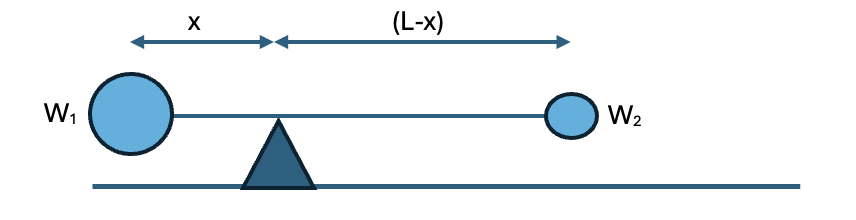 x (L-x)
W₁ W₂